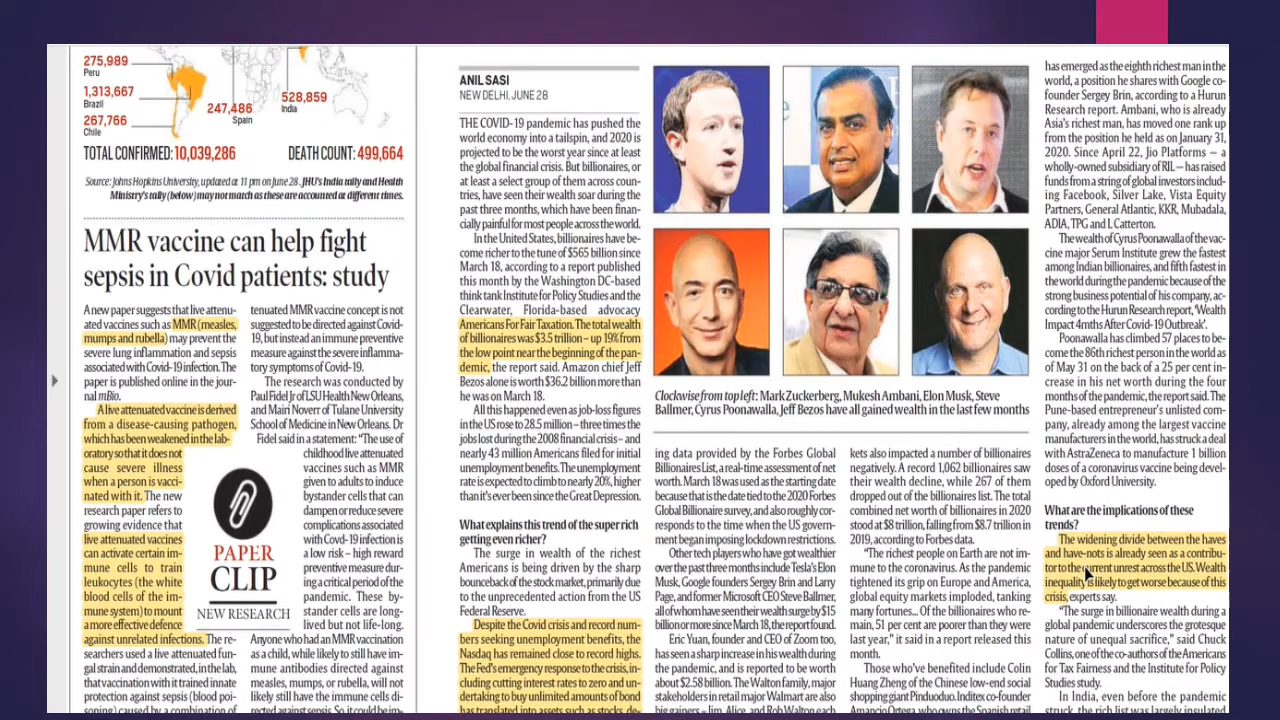 275,989
Peru
1,313,667
Brazil
267,766
Chile
247,486
Spain
528,859
India
TOTAL CONFIRMED: 10,039,286
DEATH COUNT: 499,664
Source: Johns Hopkins University, updated at 11 pm on June 28. JHU's India tally and Health
Ministry's tally (below) may not match as these are accounted at different times.
MMR vaccine can help fight
sepsis in Covid patients: study
A new paper suggests that live attenu-
ated vaccines such as MMR (measles,
mumps and rubella) may prevent the
severe lung inflammation and sepsis
associated with Covid-19 infection. The
paper is published online in the jour-
nal mBio.
A live attenuated vaccine is derived
from a disease-causing pathogen,
which has been weakened in the lab-
oratory so that it does not
cause severe illness
when a person is vacci-
nated with it. The new
research paper refers to
growing evidence that
live attenuated vaccines
can activate certain im-
mune cells to train
leukocytes (the white
blood cells of the im-
mune system) to mount
a more effective defence
against unrelated infections. The re-
searchers used a live attenuated fun-
gal strain and demonstrated, in the lab,
that vaccination with it trained innate
protection against sepsis (blood poi-
soning) caused by a combination of
tenuated MMR vaccine concept is not
suggested to be directed against Covid-
19, but instead an immune preventive
measure against the severe inflamma-
tory symptoms of Covid-19.
The research was conducted by
Paul Fidel Jr of LSU Health New Orleans,
and Mairi Noverr of Tulane University
School of Medicine in New Orleans. Dr
Fidel said in a statement: "The use of
childhood live attenuated
vaccines such as MMR
given to adults to induce
bystander cells that can
dampen or reduce severe
complications associated
with Covd-19 infection is
a low risk – high reward
preventive measure dur-
ing a critical period of the
pandemic. These by-
stander cells are long-
lived but not life-long.
Anyone who had an MMR vaccination
as a child, while likely to still have im-
mune antibodies directed against
measles, mumps, or rubella, will not
likely still have the immune cells di-
rected against sepsis. So, it could be im-
PAPER
CLIP
NEW RESEARCH
ANIL SASI
NEW DELHI, JUNE 28
THE COVID-19 pandemic has pushed the
world economy into a tailspin, and 2020 is
projected to be the worst year since at least
the global financial crisis. But billionaires, or
at least a select group of them across coun-
tries, have seen their wealth soar during the
past three months, which have been finan-
cially painful for most people across the world.
In the United States, billionaires have be-
come richer to the tune of $565 billion since
March 18, according to a report published
this month by the Washington DC-based
think tank Institute for Policy Studies and the
Clearwater, Florida-based advocacy
Americans For Fair Taxation. The total wealth
of billionaires was $3.5 trillion – up 19% from
the low point near the beginning of the pan-
demic, the report said. Amazon chief Jeff
Bezos alone is worth $36.2 billion more than
he was on March 18.
All this happened even as job-loss figures
in the US rose to 28.5 million – three times the
jobs lost during the 2008 financial crisis – and
nearly 43 million Americans filed for initial
unemployment benefits. The unemployment
rate is expected to climb to nearly 20%, higher
than it's ever been since the Great Depression.
What explains this trend of the super rich
getting even richer?
The surge in wealth of the richest
Americans is being driven by the sharp
bounceback of the stock market, primarily due
to the unprecedented action from the US
Federal Reserve.
Despite the Covid crisis and record num-
bers seeking unemployment benefits, the
Nasdaq has remained close to record highs.
The Fed's emergency response to the crisis, in-
cluding cutting interest rates to zero and un-
dertaking to buy unlimited amounts of bond
has translated into assets such as stocks, de-
Clockwise from top left: Mark Zuckerberg, Mukesh Ambani, Elon Musk, Steve
Ballmer, Cyrus Poonawalla, Jeff Bezos have all gained wealth in the last few months
ing data provided by the Forbes Global
Billionaires List, a real-time assessment of net
worth. March 18 was used as the starting date
because that is the date tied to the 2020 Forbes
Global Billionaire survey, and also roughly cor-
responds to the time when the US govern-
ment began imposing lockdown restrictions.
Other tech players who have got wealthier
over the past three months include Tesla's Elon
Musk, Google founders Sergey Brin and Larry
Page, and former Microsoft CEO Steve Ballmer,
all of whom have seen their wealth surge by $15
billion or more since March 18, the report found.
Eric Yuan, founder and CEO of Zoom too,
has seen a sharp increase in his wealth during
the pandemic, and is reported to be worth
about $2.58 billion. The Walton family, major
stakeholders in retail major Walmart are also
big gainers – Jim, Alice, and Rob Walton each
kets also impacted a number of billionaires
negatively. A record 1,062 billionaires saw
their wealth decline, while 267 of them
dropped out of the billionaires list. The total
combined net worth of billionaires in 2020
stood at $8 trillion, falling from $8.7 trillion in
2019, according to Forbes data.
"The richest people on Earth are not im-
mune to the coronavirus. As the pandemic
tightened its grip on Europe and America,
global equity markets imploded, tanking
many fortunes... Of the billionaires who re-
main, 51 per cent are poorer than they were
last year," it said in a report released this
month.
Those who've benefited include Colin
Huang Zheng of the Chinese low-end social
shopping giant Pinduoduo. Inditex co-founder
Amancio Ortega, who owns the Spanish retail
has emerged as the eighth richest man in the
world, a position he shares with Google co-
founder Sergey Brin, according to a Hurun
Research report. Ambani, who is already
Asia's richest man, has moved one rank up
from the position he held as on January 31,
2020. Since April 22, Jio Platforms — a
wholly-owned subsidiary of RIL — has raised
funds from a string of global investors includ-
ing Facebook, Silver Lake, Vista Equity
Partners, General Atlantic, KKR, Mubadala,
ADIA, TPG and L Catterton.
The wealth of Cyrus Poonawalla of the vac-
cine major Serum Institute grew the fastest
among Indian billionaires, and fifth fastest in
the world during the pandemic because of the
strong business potential of his company, ac-
cording to the Hurun Research report, 'Wealth
Impact 4mths After Covid-19 Outbreak'.
Poonawalla has climbed 57 places to be-
come the 86th richest person in the world as
of May 31 on the back of a 25 per cent in-
crease in his net worth during the four
months of the pandemic, the report said. The
Pune-based entrepreneur's unlisted com-
pany, already among the largest vaccine
manufacturers in the world, has struck a deal
with AstraZeneca to manufacture 1 billion
doses of a coronavirus vaccine being devel-
oped by Oxford University.
What are the implications of these
trends?
The widening divide between the haves
and have-nots is already seen as a contribu-
tor to the current unrest across the US. Wealth
inequality is likely to get worse because of this
crisis, experts say.
"The surge in billionaire wealth during a
global pandemic underscores the grotesque
nature of unequal sacrifice," said Chuck
Collins, one of the co-authors of the Americans
for Tax Fairness and the Institute for Policy
Studies study.
In India, even before the pandemic
struck, the rich list was largely insulated